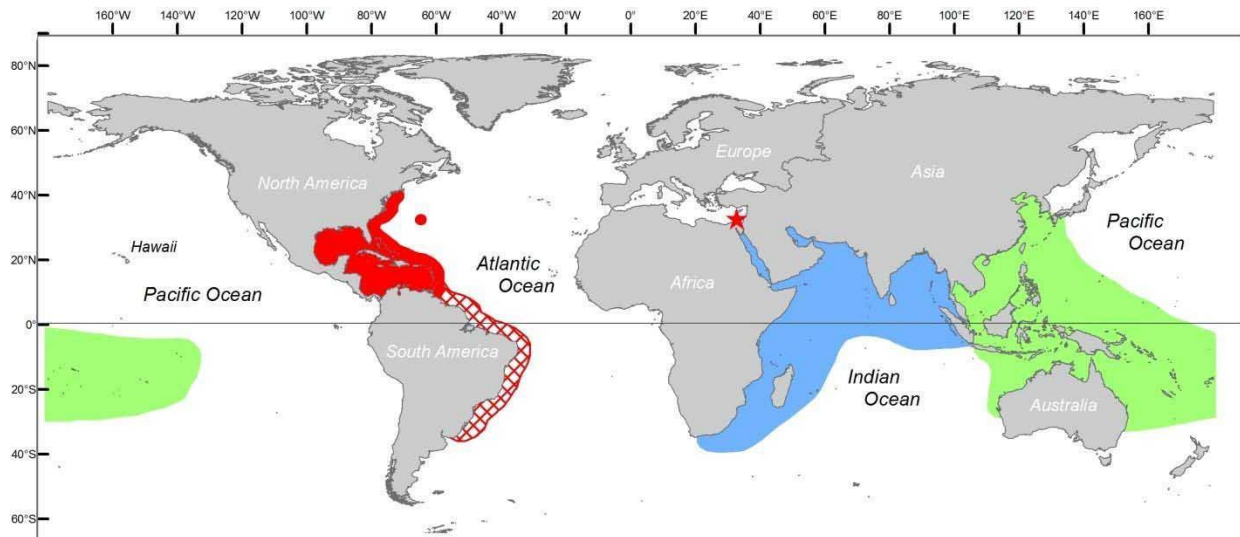 160°W 140°W 120°W 100°W 80°W 60°W 40°W 20°W 0° 20°E 40°E 60°E 80°E 100°E 120°E 140°E 160°E
80°N
60°N
40°N
20°N
0°
20°S
40°S
60°S
North America
Europe
Asia
Hawaii
Pacific Ocean
Atlantic
Ocean
Africa
Pacific
Ocean
South America
Indian
Ocean
Australia